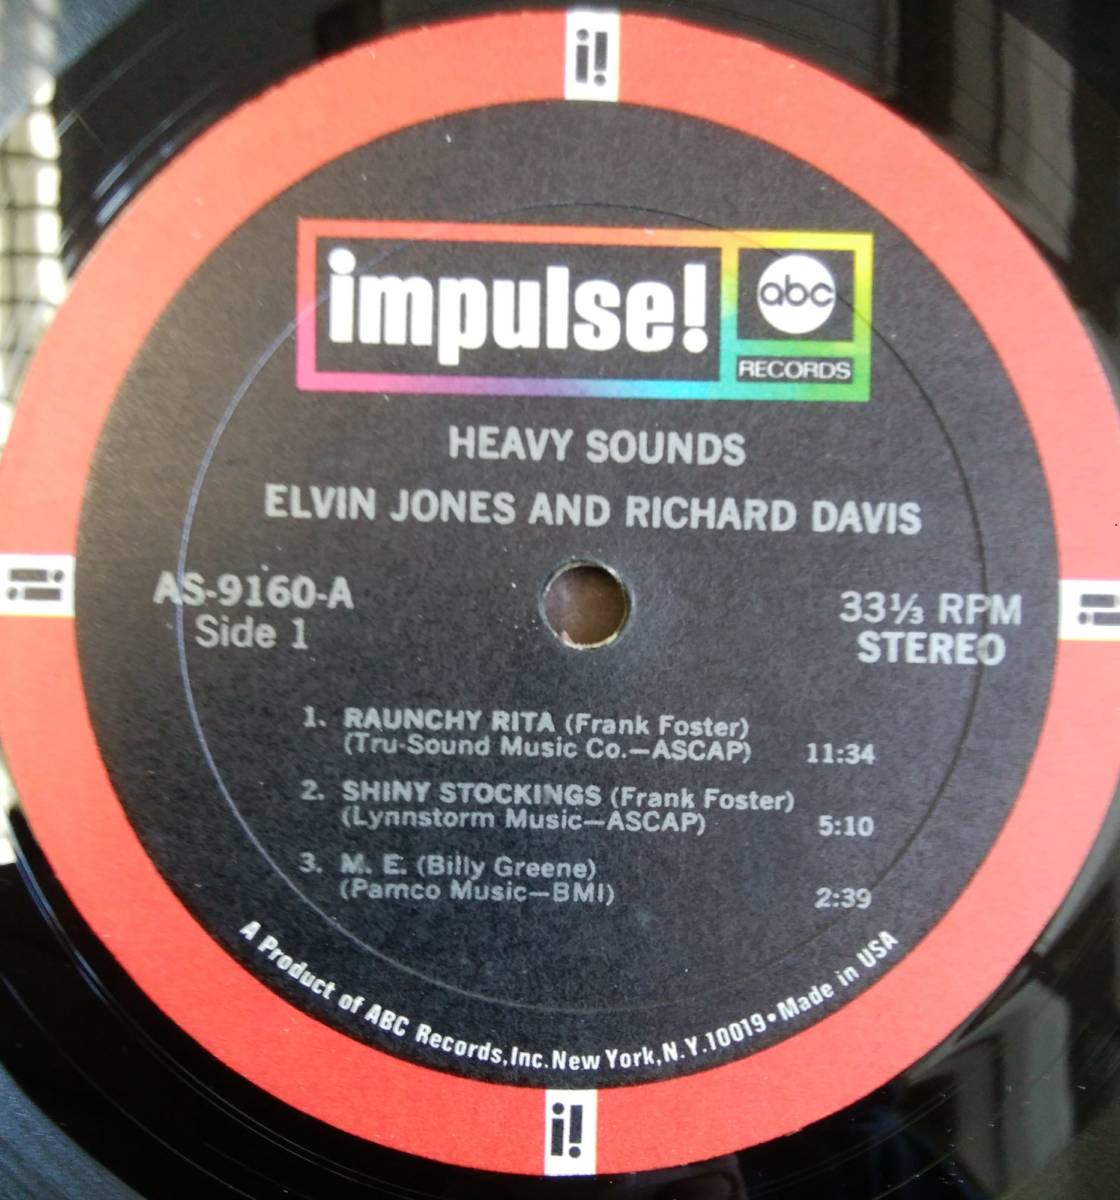 i!
impulse!
abc
RECORDS
HEAVY SOUNDS
ELVIN JONES AND RICHARD DAVIS
i!
AS-9160-A
Side 1
33⅓ RPM
STEREO
i!
1. RAUNCHY RITA (Frank Foster)
(Tru-Sound Music Co.—ASCAP) 11:34
2. SHINY STOCKINGS (Frank Foster)
(Lynnstorm Music—ASCAP) 5:10
3. M. E. (Billy Greene)
(Pamco Music—BMI) 2:39
A Product of ABC Records, Inc. New York, N.Y. 10019 • Made in USA
i!